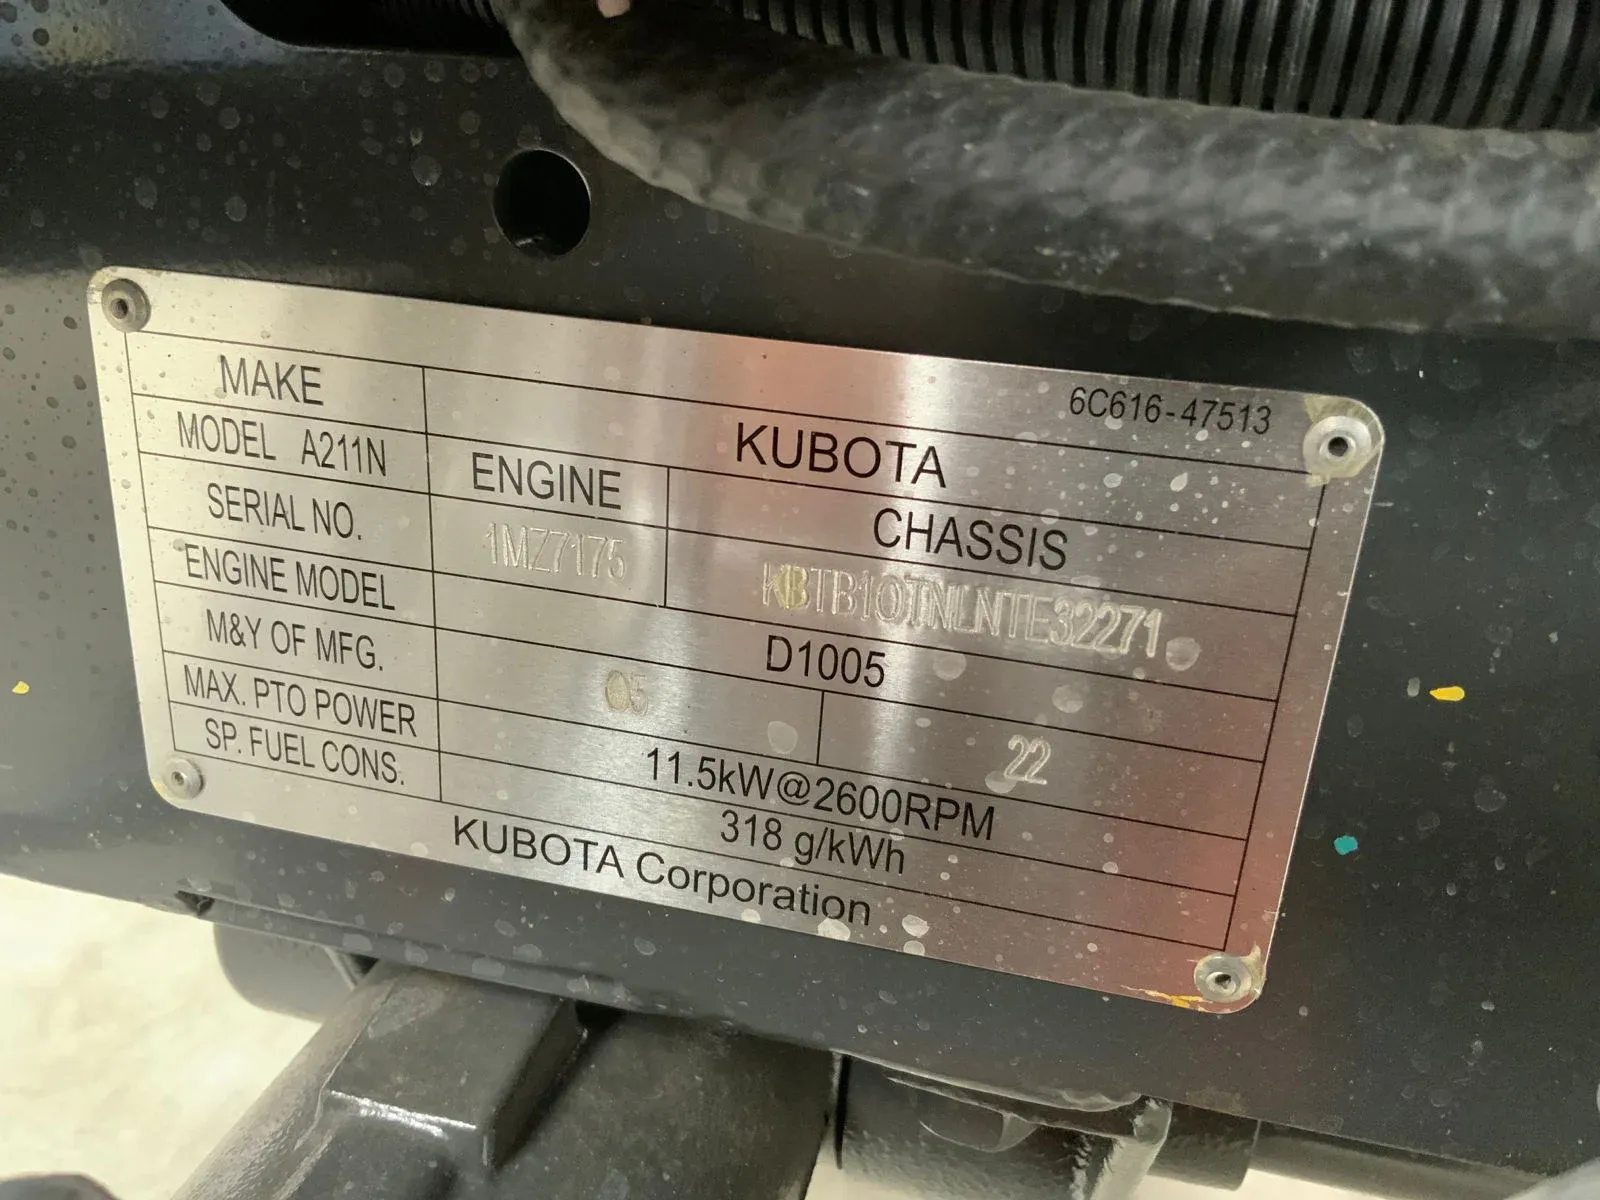 6C616-47513
MAKE KUBOTA
MODEL A211N ENGINE CHASSIS
SERIAL NO. 1MZ7175 KBTB10TNLNTE32271
ENGINE MODEL D1005
M&Y OF MFG. 05 22
MAX. PTO POWER 11.5kW@2600RPM
SP. FUEL CONS. 318 g/kWh
KUBOTA Corporation